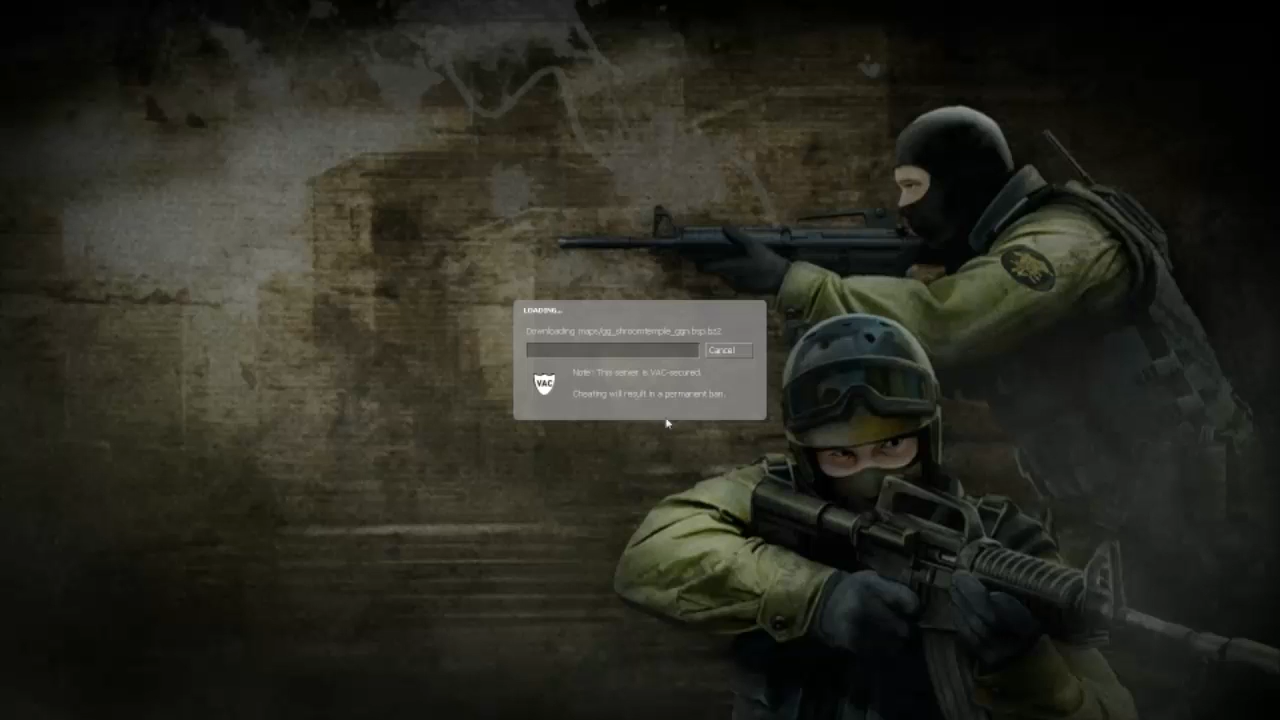 LOADING...
Downloading maps/gg_shroomtemple_ggn.bsp.bz2
Cancel
VAC
Note: This server is VAC-secured.
Cheating will result in a permanent ban.